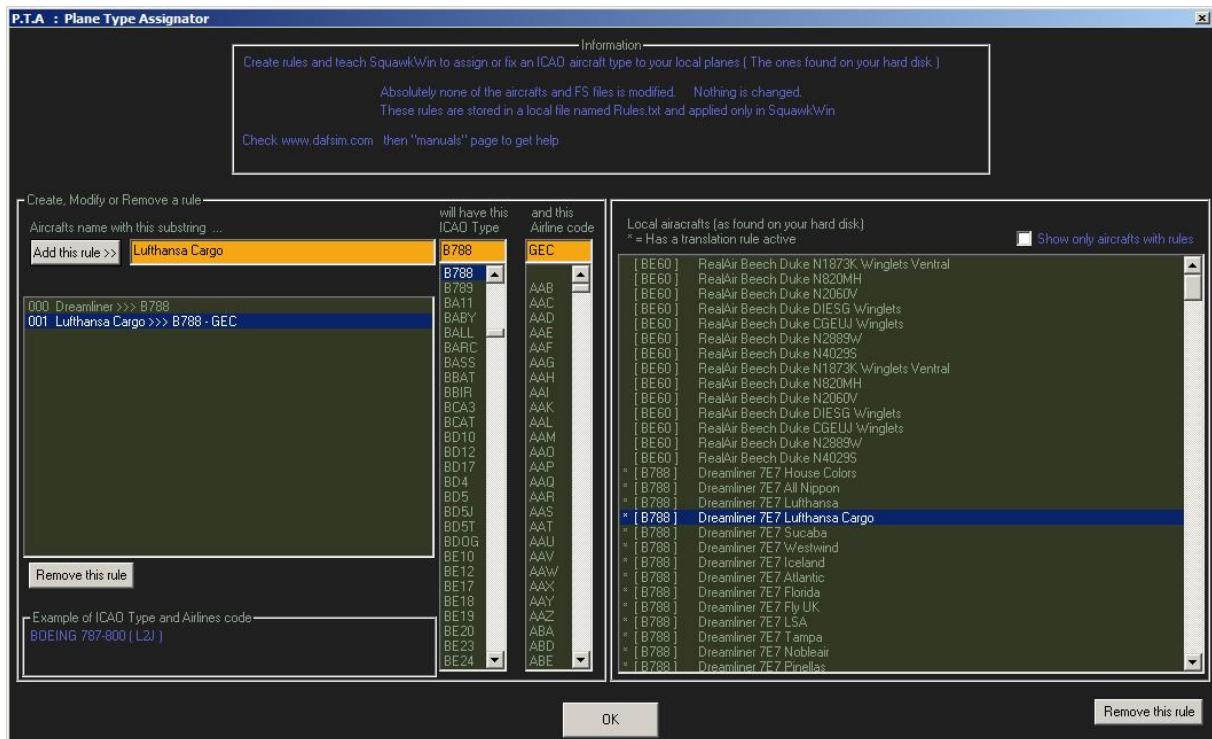 P.T.A : Plane Type Assignator
Information
Create rules and teach SquawkWin to assign or fix an ICAO aircraft type to your local planes ( The ones found on your hard disk )
Absolutely none of the aircrafts and FS files is modified. Nothing is changed.
These rules are stored in a local file named Rules.txt and applied only in SquawkWin
Check www.dafsim.com then "manuals" page to get help
Create, Modify or Remove a rule
Aircrafts name with this substring ...
will have this
ICAO Type
and this
Airline code
Add this rule >>
Lufthansa Cargo
B788
GEC
000 Dreamliner >>> B788
001 Lufthansa Cargo >>> B788 - GEC
B788
B789
BA11
BABY
BALL
BARC
BASS
BBAT
BBIR
BCA3
BCAT
BD10
BD12
BD17
BD4
BD5
BD5J
BD5T
BDOG
BE10
BE12
BE17
BE18
BE19
BE20
BE23
BE24
AAB
AAC
AAD
AAE
AAF
AAG
AAH
AAI
AAK
AAL
AAM
AAO
AAP
AAQ
AAR
AAS
AAT
AAU
AAV
AAW
AAX
AAY
AAZ
ABA
ABD
ABE
Remove this rule
Example of ICAO Type and Airlines code
BOEING 787-800 ( L2J )
Local airacrafts (as found on your hard disk)
* = Has a translation rule active
Show only aircrafts with rules
[ BE60 ] RealAir Beech Duke N1873K Winglets Ventral
[ BE60 ] RealAir Beech Duke N820MH
[ BE60 ] RealAir Beech Duke N2060V
[ BE60 ] RealAir Beech Duke DIESG Winglets
[ BE60 ] RealAir Beech Duke CGEUJ Winglets
[ BE60 ] RealAir Beech Duke N2889W
[ BE60 ] RealAir Beech Duke N4029S
[ BE60 ] RealAir Beech Duke N1873K Winglets Ventral
[ BE60 ] RealAir Beech Duke N820MH
[ BE60 ] RealAir Beech Duke N2060V
[ BE60 ] RealAir Beech Duke DIESG Winglets
[ BE60 ] RealAir Beech Duke CGEUJ Winglets
[ BE60 ] RealAir Beech Duke N2889W
[ BE60 ] RealAir Beech Duke N4029S
* [ B788 ] Dreamliner 7E7 House Colors
* [ B788 ] Dreamliner 7E7 All Nippon
* [ B788 ] Dreamliner 7E7 Lufthansa
* [ B788 ] Dreamliner 7E7 Lufthansa Cargo
* [ B788 ] Dreamliner 7E7 Sucaba
* [ B788 ] Dreamliner 7E7 Westwind
* [ B788 ] Dreamliner 7E7 Iceland
* [ B788 ] Dreamliner 7E7 Atlantic
* [ B788 ] Dreamliner 7E7 Florida
* [ B788 ] Dreamliner 7E7 Fly UK
* [ B788 ] Dreamliner 7E7 LSA
* [ B788 ] Dreamliner 7E7 Tampa
* [ B788 ] Dreamliner 7E7 Nobleair
* [ B788 ] Dreamliner 7E7 Pinellas
OK
Remove this rule